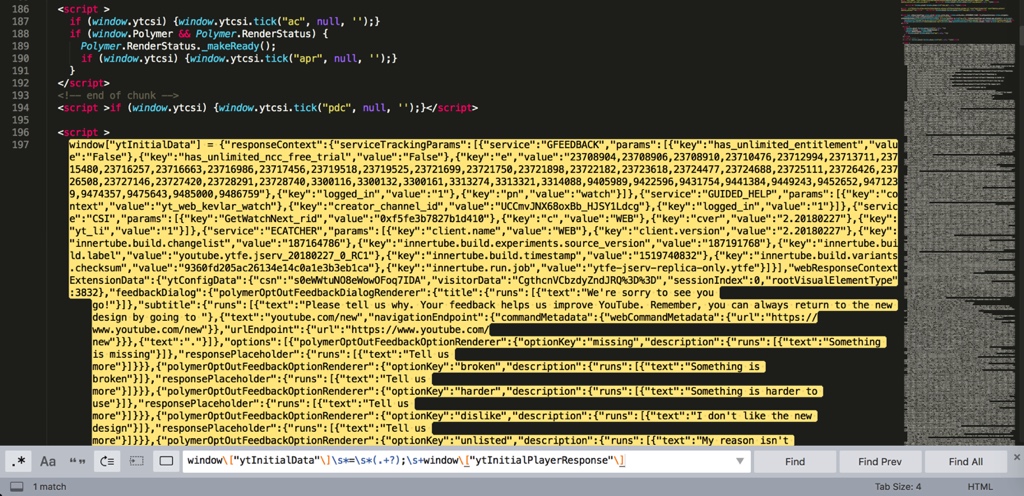 186 <script >
187 if (window.ytcsi) {window.ytcsi.tick("ac", null, '');}
188 if (window.Polymer && Polymer.RenderStatus) {
189 Polymer.RenderStatus._makeReady();
190 if (window.ytcsi) {window.ytcsi.tick("apr", null, '');}
191 }
192 </script>
193 <!-- end of chunk -->
194 <script >if (window.ytcsi) {window.ytcsi.tick("pdc", null, '');}</script>
195
196 <script >
197 window["ytInitialData"] = {"responseContext":{"serviceTrackingParams":[{"service":"GFEEDBACK","params":[{"key":"has_unlimited_entitlement","valu
e":"False"},{"key":"has_unlimited_ncc_free_trial","value":"False"},{"key":"e","value":"23708904,23708906,23708910,23710476,23712994,23713711,237
15480,23716257,23716663,23716986,23717456,23719518,23719525,23721750,23721898,23722182,23723618,23724477,23724688,23725111,23726426,237
26508,23727146,23727420,23728291,23728740,3300116,3300132,3300161,3313274,3313321,3314088,9405989,9422596,9431754,9441384,9449243,9452652,947123
9,9474357,9475643,9485000,9486759"},{"key":"logged_in","value":"1"},{"key":"pn","value":"watch"}]},{"service":"GUIDED_HELP","params":[{"key":"co
ntext","value":"yt_web_kevlar_watch"},{"key":"creator_channel_id","value":"UCCmvJNX68oxBb_HJSY1Ldcg"},{"key":"logged_in","value":"1"}]},{"service":
"CSI","params":[{"key":"GetWatchNext_rid","value":"0xf5fe3b7827b1d410"},{"key":"c","value":"WEB"},{"key":"cver","value":"2.20180227"},{"key":
"yt_li","value":"1"}]},{"service":"ECATCHER","params":[{"key":"client.name","value":"WEB"},{"key":"client.version","value":"2.20180227"},{"key":
"innertube.build.changelist","value":"187164786"},{"key":"innertube.build.experiments.source_version","value":"187191768"},{"key":"innertube.bui
ld.label","value":"youtube.ytfe.jserv_20180227_0_RC1"},{"key":"innertube.build.timestamp","value":"1519740832"},{"key":"innertube.build.variants
.checksum","value":"9360fd205ac26134e14c0a1e3b3eb1ca"},{"key":"innertube.run.job","value":"ytfe-jserv-replica-only.ytfe"}]}],"webResponseContext
ExtensionData":{"ytConfigData":{"csn":"s0eWWtuNO8eWowOFoq7IDA","visitorData":"CgthcnVCbzdyZndJRQ%3D%3D","sessionIndex":0,"rootVisualElementType"
:3832},"feedbackDialog":{"polymerOptOutFeedbackDialogRenderer":{"title":{"runs":[{"text":"We're sorry to see you
go!"}]},"subtitle":{"runs":[{"text":"Please tell us why. Your feedback helps us improve YouTube. Remember, you can always return to the new
design by going to "},{"text":"youtube.com/new","navigationEndpoint":{"commandMetadata":{"webCommandMetadata":{"url":"https://
www.youtube.com/new"}},"urlEndpoint":{"url":"https://www.youtube.com/
new"}}},{"text":"."}]},"options":[{"polymerOptOutFeedbackOptionRenderer":{"optionKey":"missing","description":{"runs":[{"text":"Something
is missing"}]},"responsePlaceholder":{"runs":[{"text":"Tell us
more"}]}}},{"polymerOptOutFeedbackOptionRenderer":{"optionKey":"broken","description":{"runs":[{"text":"Something is
broken"}]},"responsePlaceholder":{"runs":[{"text":"Tell us
more"}]}}},{"polymerOptOutFeedbackOptionRenderer":{"optionKey":"harder","description":{"runs":[{"text":"Something is harder to
use"}]},"responsePlaceholder":{"runs":[{"text":"Tell us
more"}]}}},{"polymerOptOutFeedbackOptionRenderer":{"optionKey":"dislike","description":{"runs":[{"text":"I don't like the new
design"}]},"responsePlaceholder":{"runs":[{"text":"Tell us
more"}]}}},{"polymerOptOutFeedbackOptionRenderer":{"optionKey":"unlisted","description":{"runs":[{"text":"My reason isn't
.* Aa “” window\["ytInitialData"\]\s*=\s*(.+?);\s+window\["ytInitialPlayerResponse"\] Find Find Prev Find All
1 match Tab Size: 4 HTML